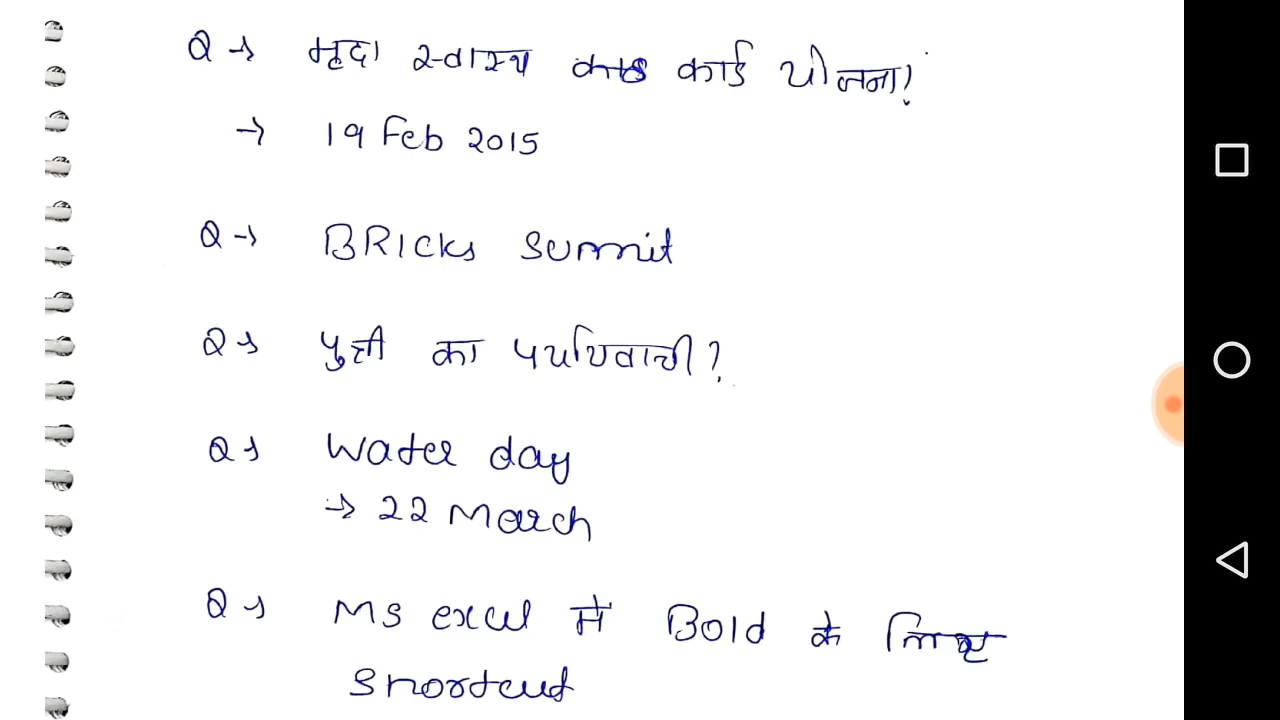 Q → मृदा स्वास्थ्य कार्ड योजना?
→ 19 Feb 2015
Q → BRICKS Summit
Q → पुत्री का पर्यायवाची?
Q → Water day
→ 22 March
Q → MS excel में Bold के लिए
Shortcut